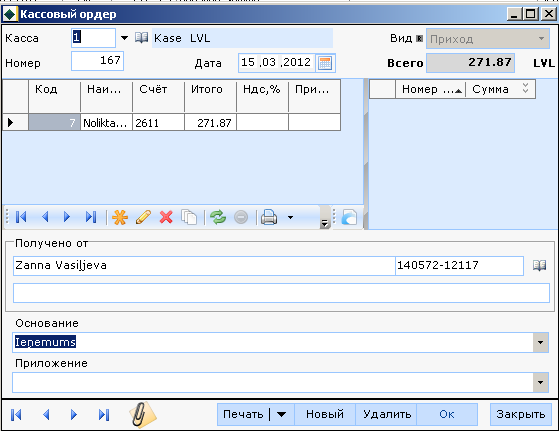 Кассовый ордер
Касса 1 Kase LVL Вид Приход
Номер 167 Дата 15 ,03 ,2012 Всего 271.87 LVL
Код Наи... Счёт Итого Ндс,% При... Номер ... Сумма
7 Nolikta... 2611 271.87
Получено от
Zanna Vasiļjeva 140572-12117
Основание
Ieņemums
Приложение
Печать Новый Удалить Ок Закрыть